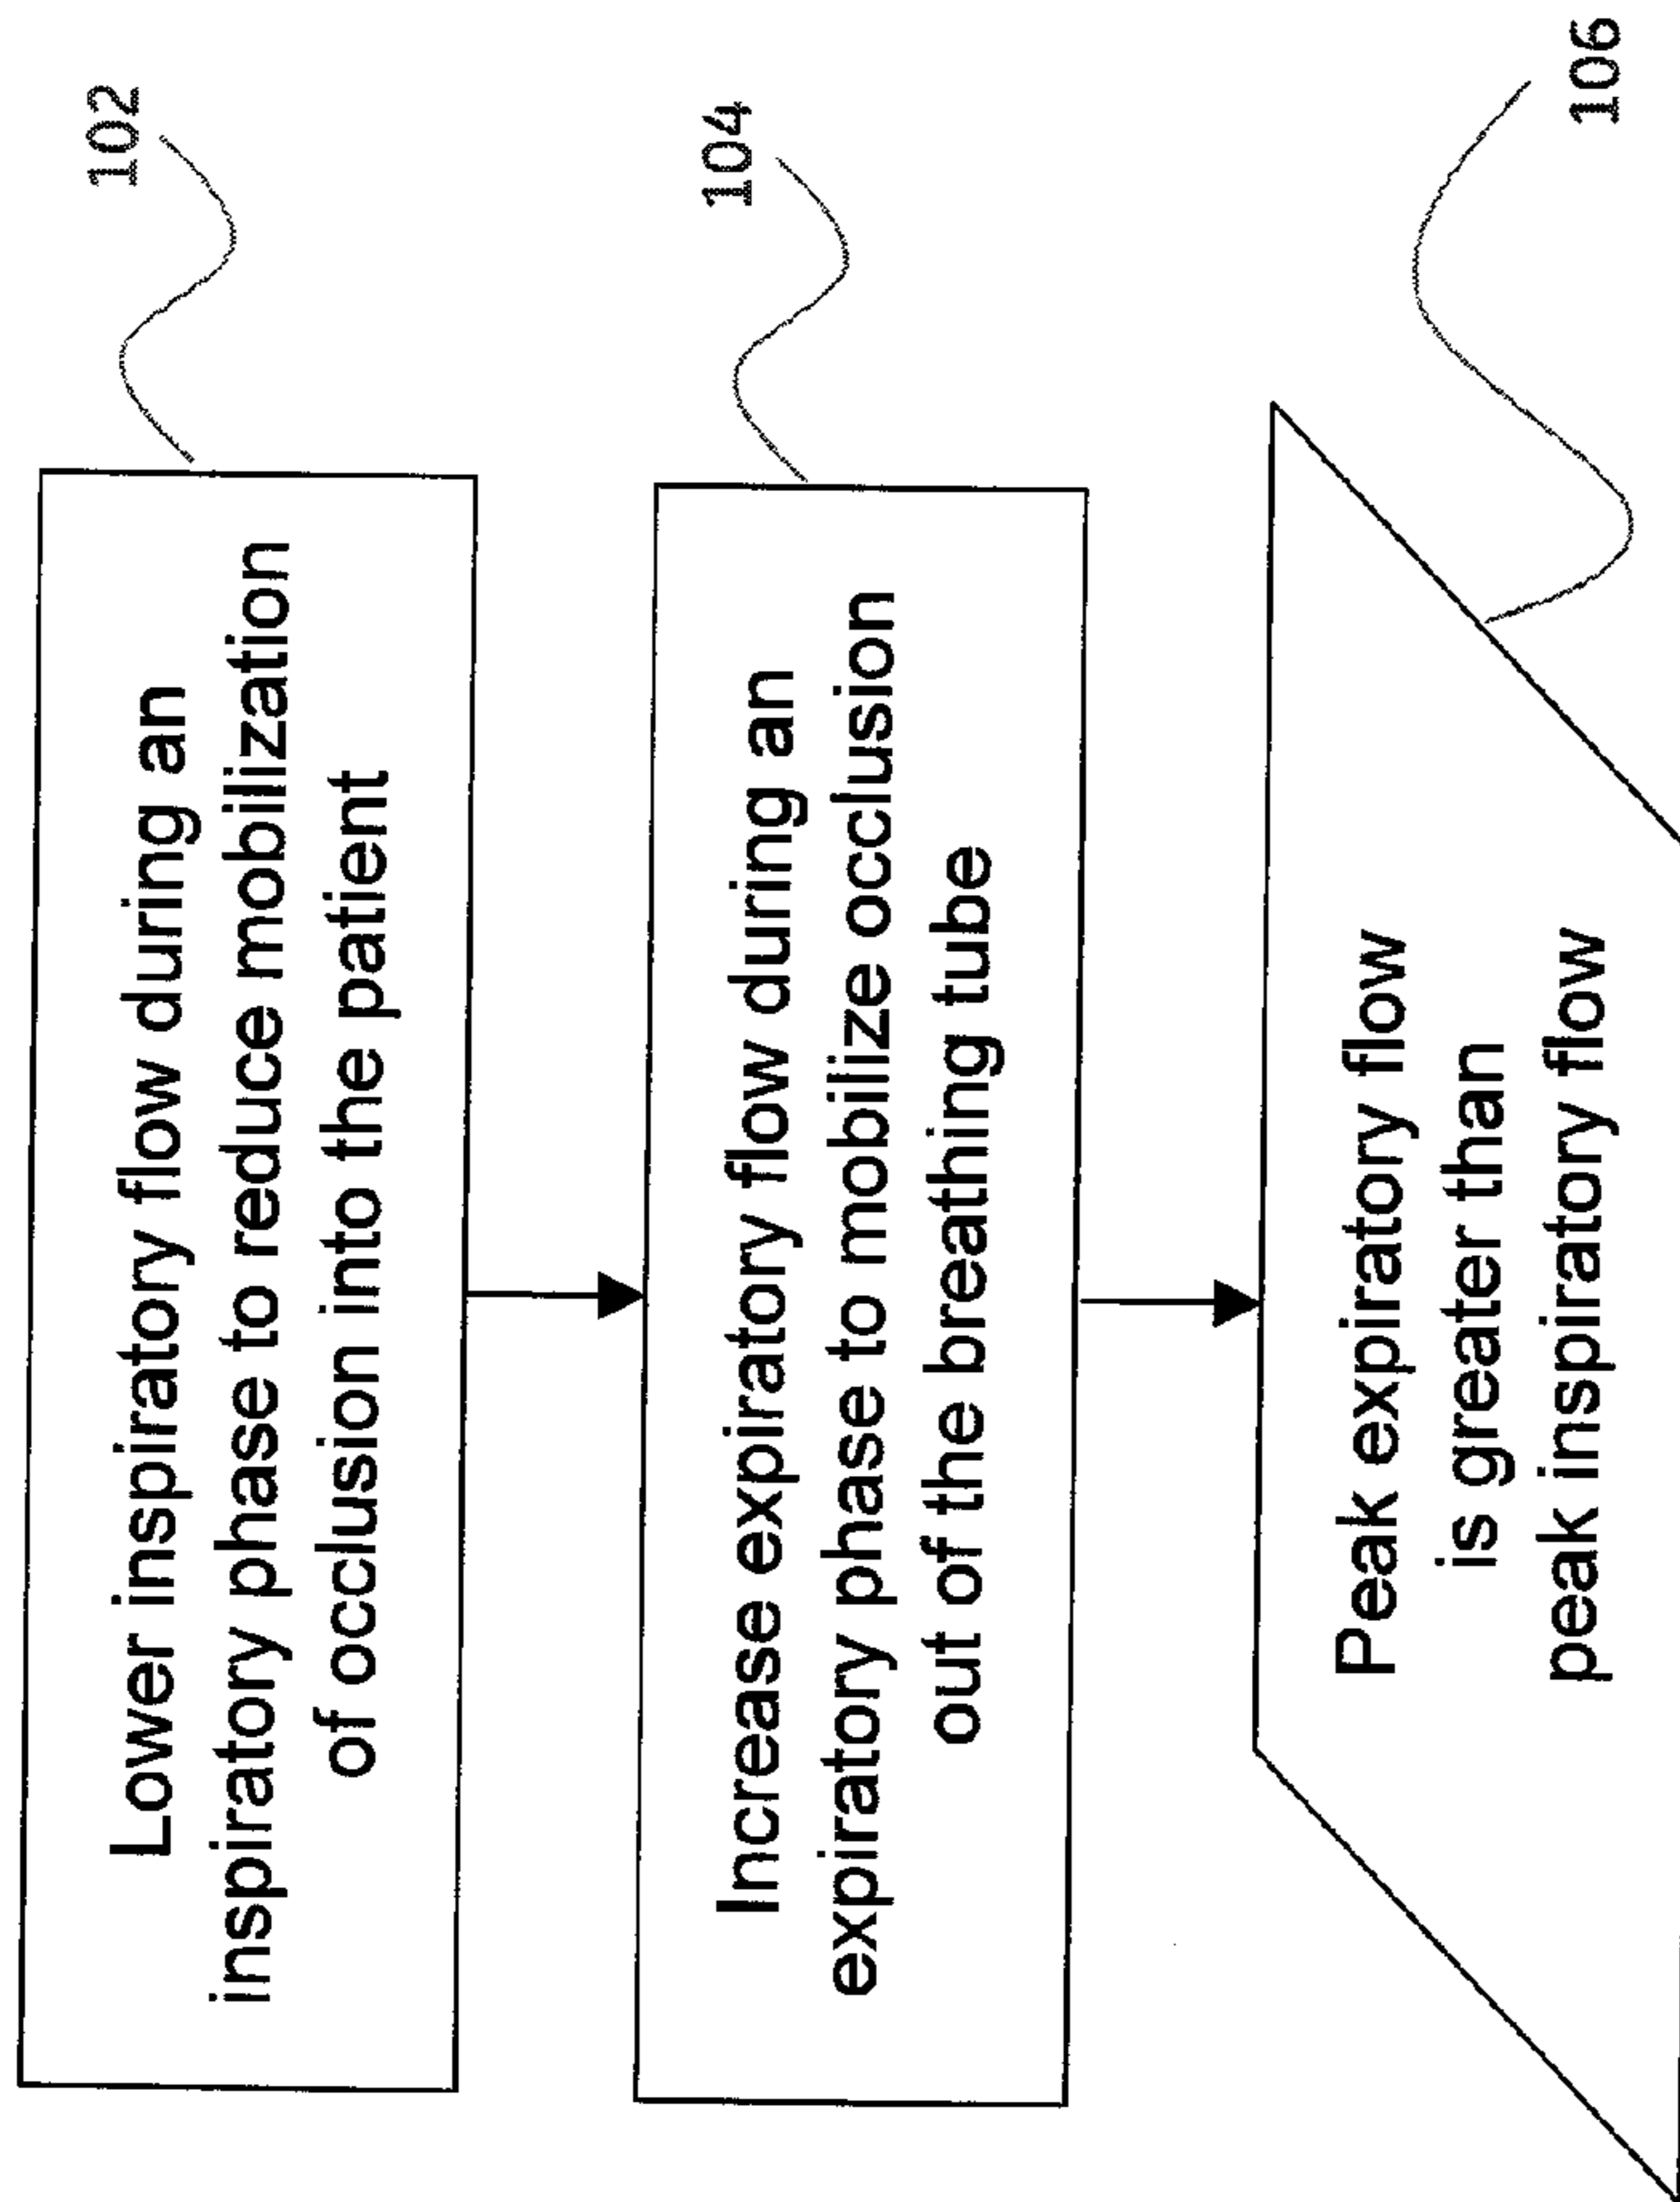 Lower inspiratory flow during an
inspiratory phase to reduce mobilization
of occlusion into the patient
102
Increase expiratory flow during an
expiratory phase to mobilize occlusion
out of the breathing tube
104
Peak expiratory flow
is greater than
peak inspiratory flow
106